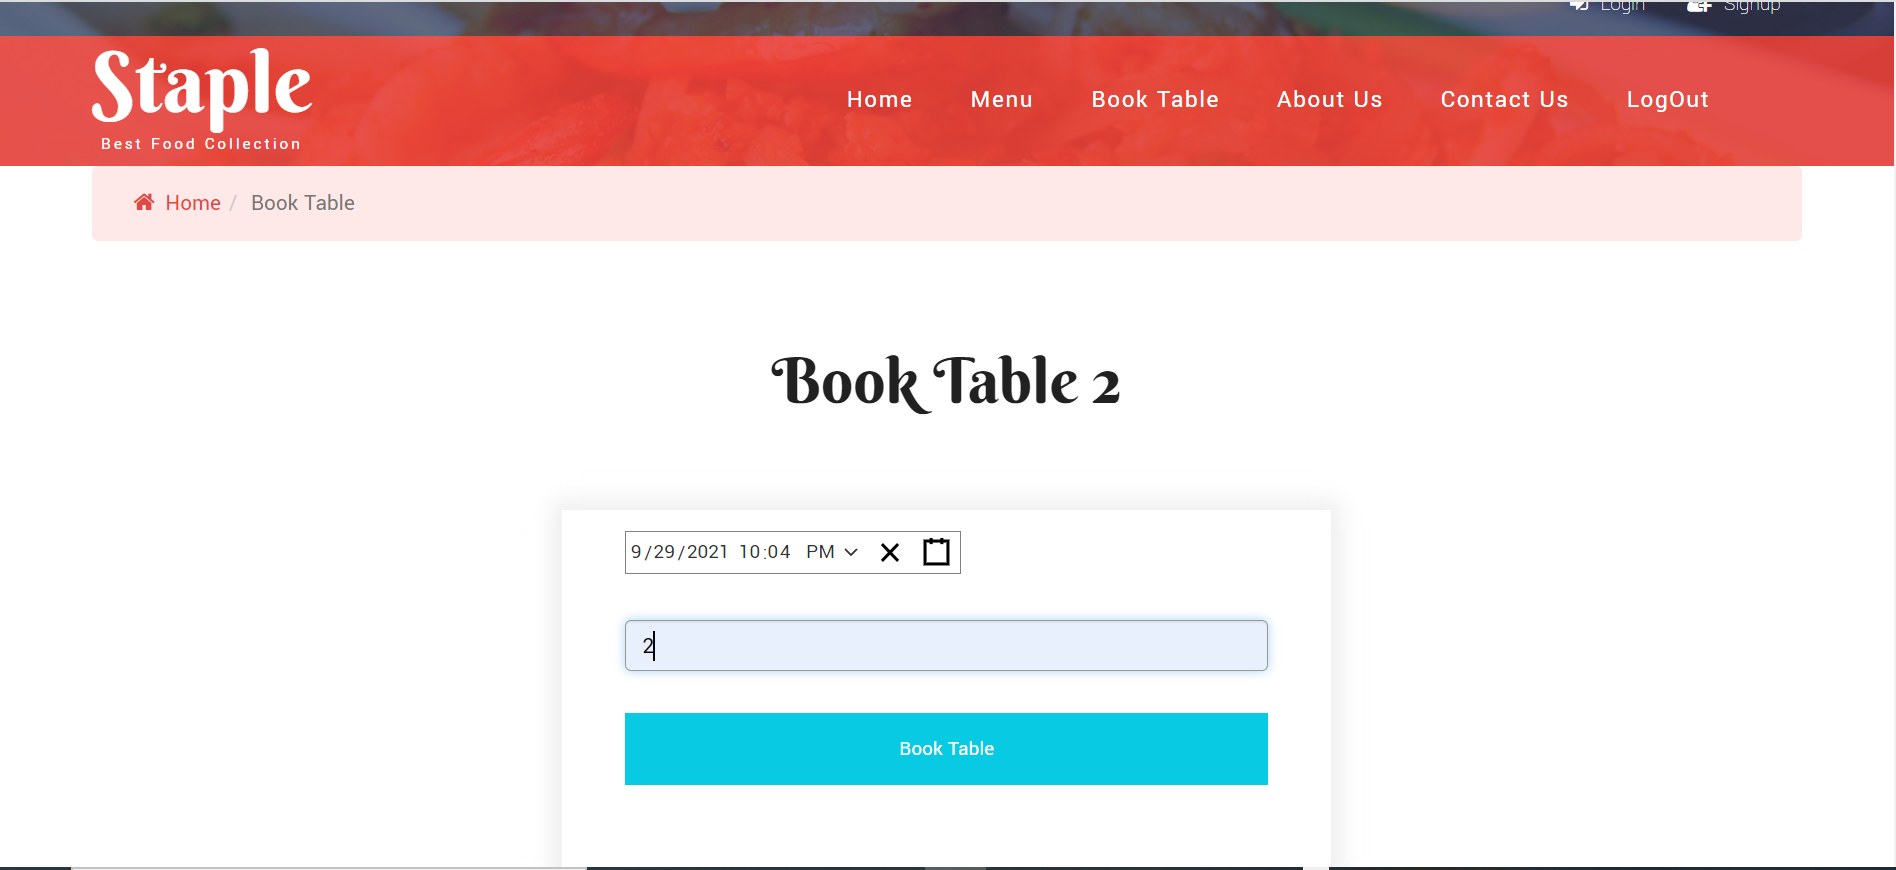 Login Signup
Staple
Best Food Collection
Home Menu Book Table About Us Contact Us LogOut
Home / Book Table
Book Table 2
9/29/2021 10:04 PM
2
Book Table